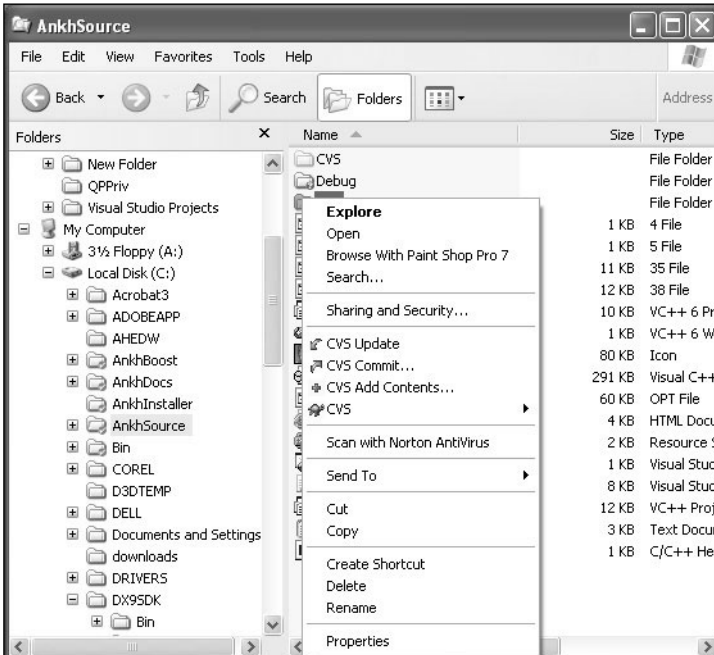 AnkhSource
File Edit View Favorites Tools Help
Back Search Folders Address
Folders
New Folder
QPPriv
Visual Studio Projects
My Computer
3½ Floppy (A:)
Local Disk (C:)
Acrobat3
ADOBEAPP
AHEDW
AnkhBoost
AnkhDocs
AnkhInstaller
AnkhSource
Bin
COREL
D3DTEMP
DELL
Documents and Settings
downloads
DRIVERS
DX9SDK
Bin
Name Size Type
CVS File Folder
Debug File Folder
File Folder
1 KB 4 File
1 KB 5 File
11 KB 35 File
12 KB 38 File
10 KB VC++ 6 Pr
1 KB VC++ 6 W
80 KB Icon
291 KB Visual C++
60 KB OPT File
4 KB HTML Docu
2 KB Resource S
1 KB Visual Stud
8 KB Visual Stud
12 KB VC++ Proj
3 KB Text Docum
1 KB C/C++ He
Explore
Open
Browse With Paint Shop Pro 7
Search...
Sharing and Security...
CVS Update
CVS Commit...
CVS Add Contents...
CVS
Scan with Norton AntiVirus
Send To
Cut
Copy
Create Shortcut
Delete
Rename
Properties